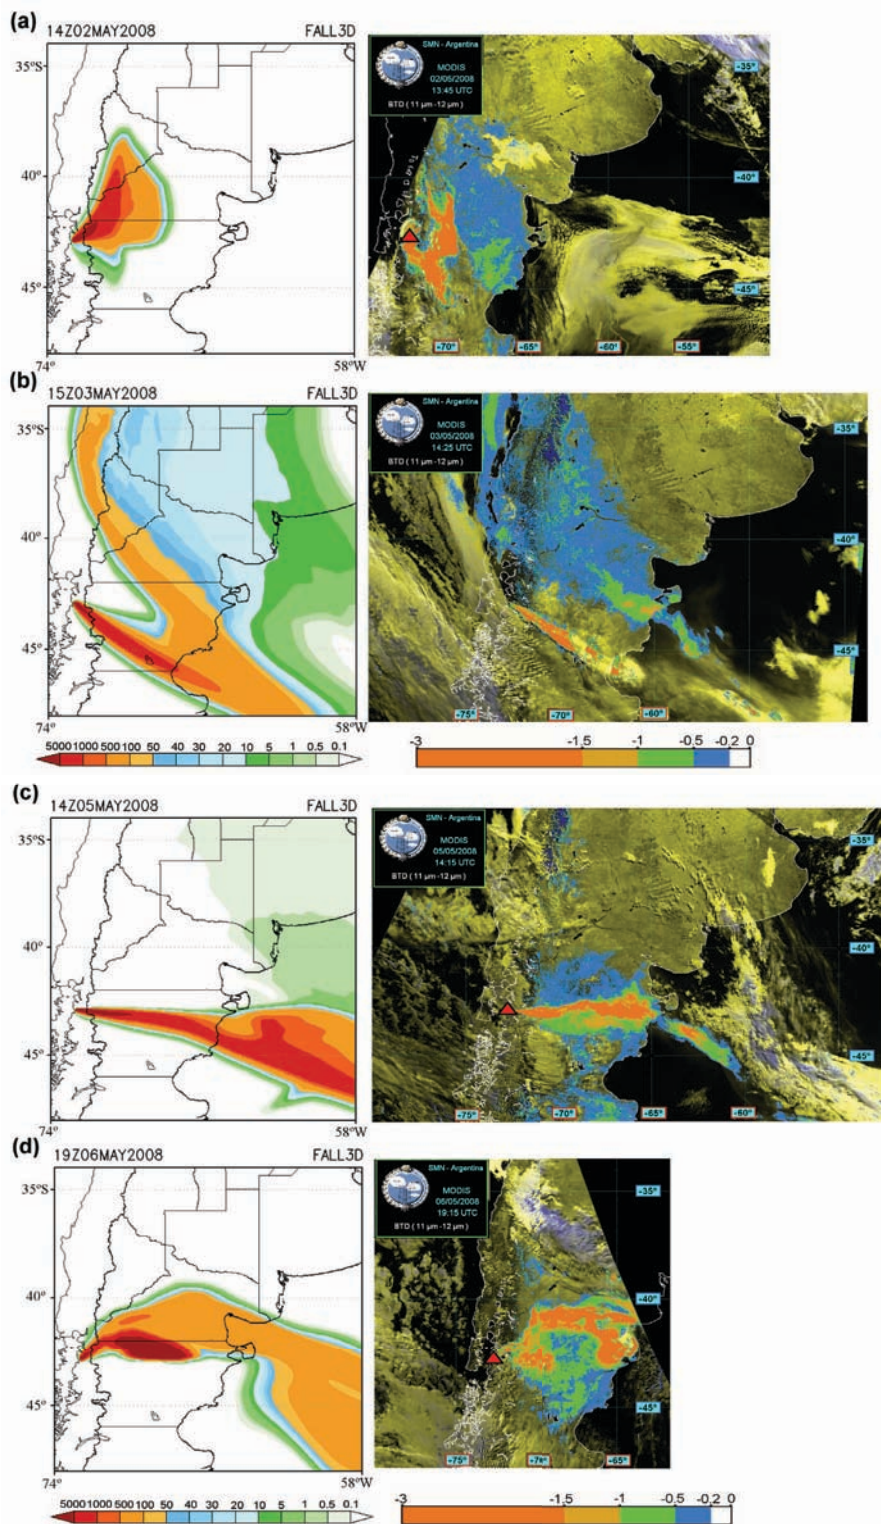 (a)
14Z02MAY2008 FALL3D
35ºS
40º
45º
74º 58ºW
SMN - Argentina
MODIS
02/05/2008
13:45 UTC
BTD ( 11 µm -12 µm )
-35º
-40º
-45º
-70º -65º -60º -55º
(b)
15Z03MAY2008 FALL3D
35ºS
40º
45º
74º 58ºW
5000 1000 500 100 50 40 30 20 10 5 1 0.5 0.1
SMN - Argentina
MODIS
03/05/2008
14:25 UTC
BTD ( 11 µm -12 µm )
-35º
-40º
-45º
-75º -70º -60º
-3 -1,5 -1 -0,5 -0,2 0
(c)
14Z05MAY2008 FALL3D
35ºS
40º
45º
74º 58ºW
SMN - Argentina
MODIS
05/05/2008
14:15 UTC
BTD ( 11 µm -12 µm )
-35º
-40º
-45º
-75º -70º -65º -60º
(d)
19Z06MAY2008 FALL3D
35ºS
40º
45º
74º 58ºW
5000 1000 500 100 50 40 30 20 10 5 1 0.5 0.1
SMN - Argentina
MODIS
06/05/2008
19:15 UTC
BTD ( 11 µm -12 µm )
-35º
-40º
-45º
-75º -65º
-3 -1,5 -1 -0,5 -0,2 0